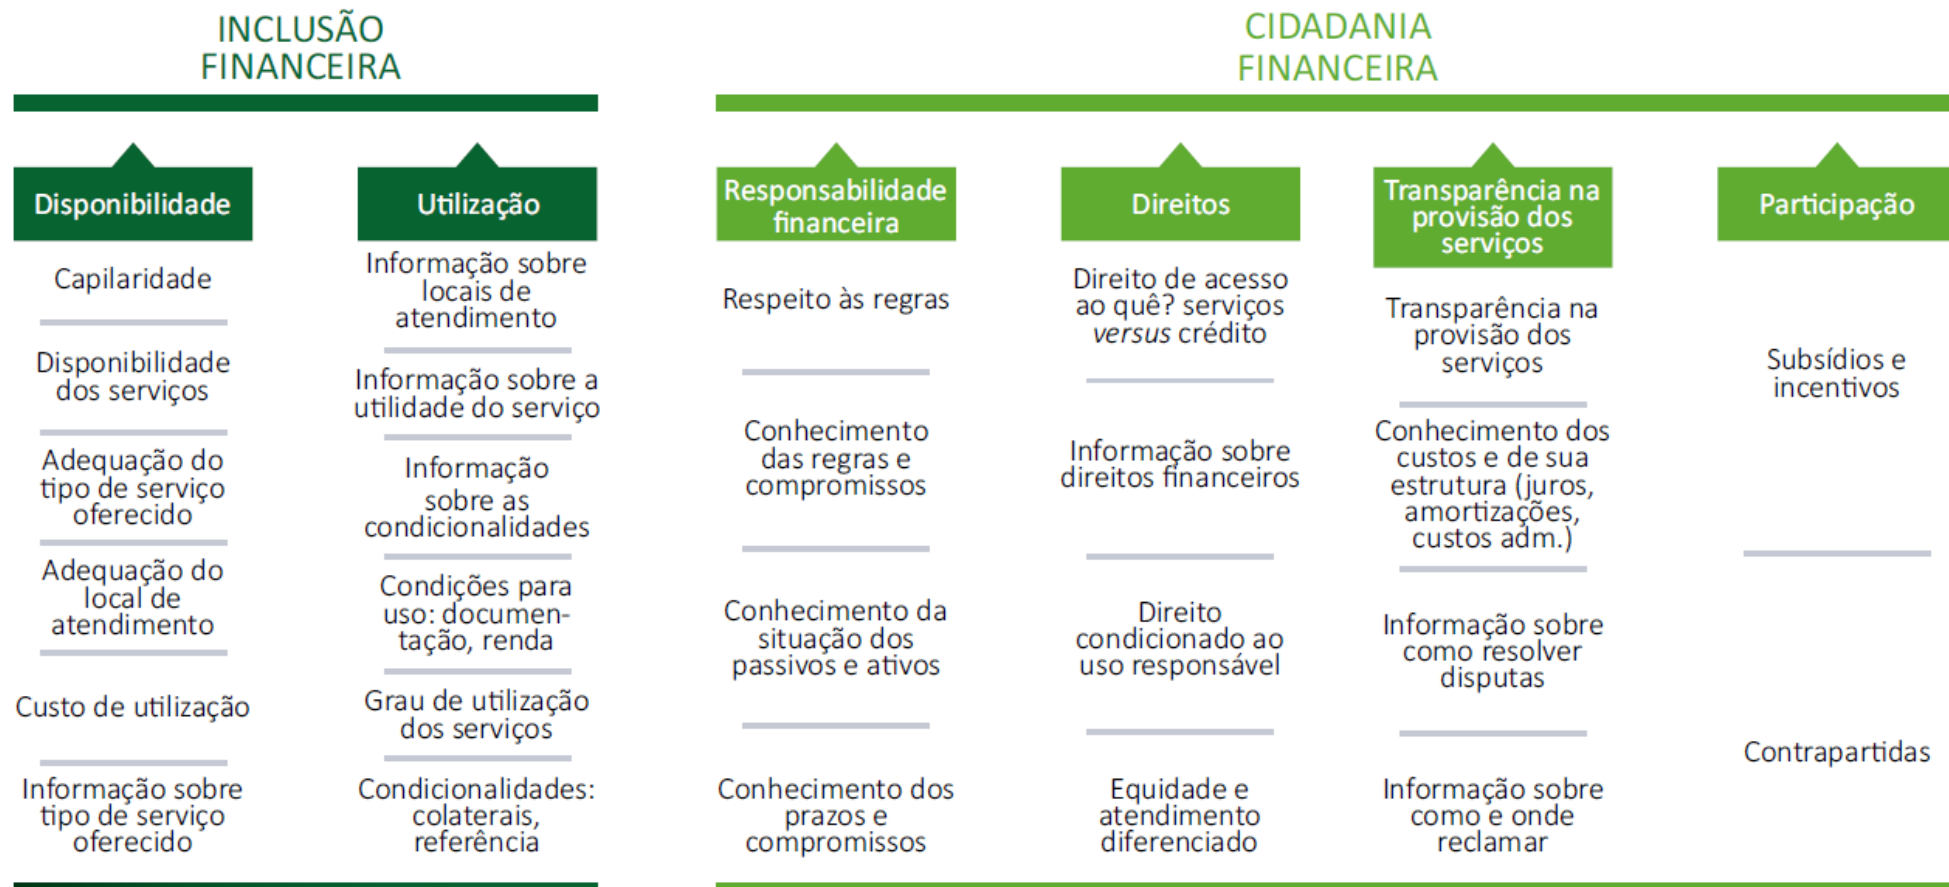 INCLUSÃO
FINANCEIRA
Disponibilidade
Capilaridade
Disponibilidade
dos serviços
Adequação do
tipo de serviço
oferecido
Adequação do
local de
atendimento
Custo de utilização
Informação sobre
tipo de serviço
oferecido
Utilização
Informação sobre
locais de
atendimento
Informação sobre a
utilidade do serviço
Informação
sobre as
condicionalidades
Condições para
uso: documen-
tação, renda
Grau de utilização
dos serviços
Condicionalidades:
colaterais,
referência
CIDADANIA
FINANCEIRA
Responsabilidade
financeira
Respeito às regras
Conhecimento
das regras e
compromissos
Conhecimento da
situação dos
passivos e ativos
Conhecimento dos
prazos e
compromissos
Direitos
Direito de acesso
ao quê? serviços
versus crédito
Informação sobre
direitos financeiros
Direito
condicionado ao
uso responsável
Equidade e
atendimento
diferenciado
Transparência na
provisão dos
serviços
Transparência na
provisão dos
serviços
Conhecimento dos
custos e de sua
estrutura (juros,
amortizações,
custos adm.)
Informação sobre
como resolver
disputas
Informação sobre
como e onde
reclamar
Participação
Subsídios e
incentivos
Contrapartidas